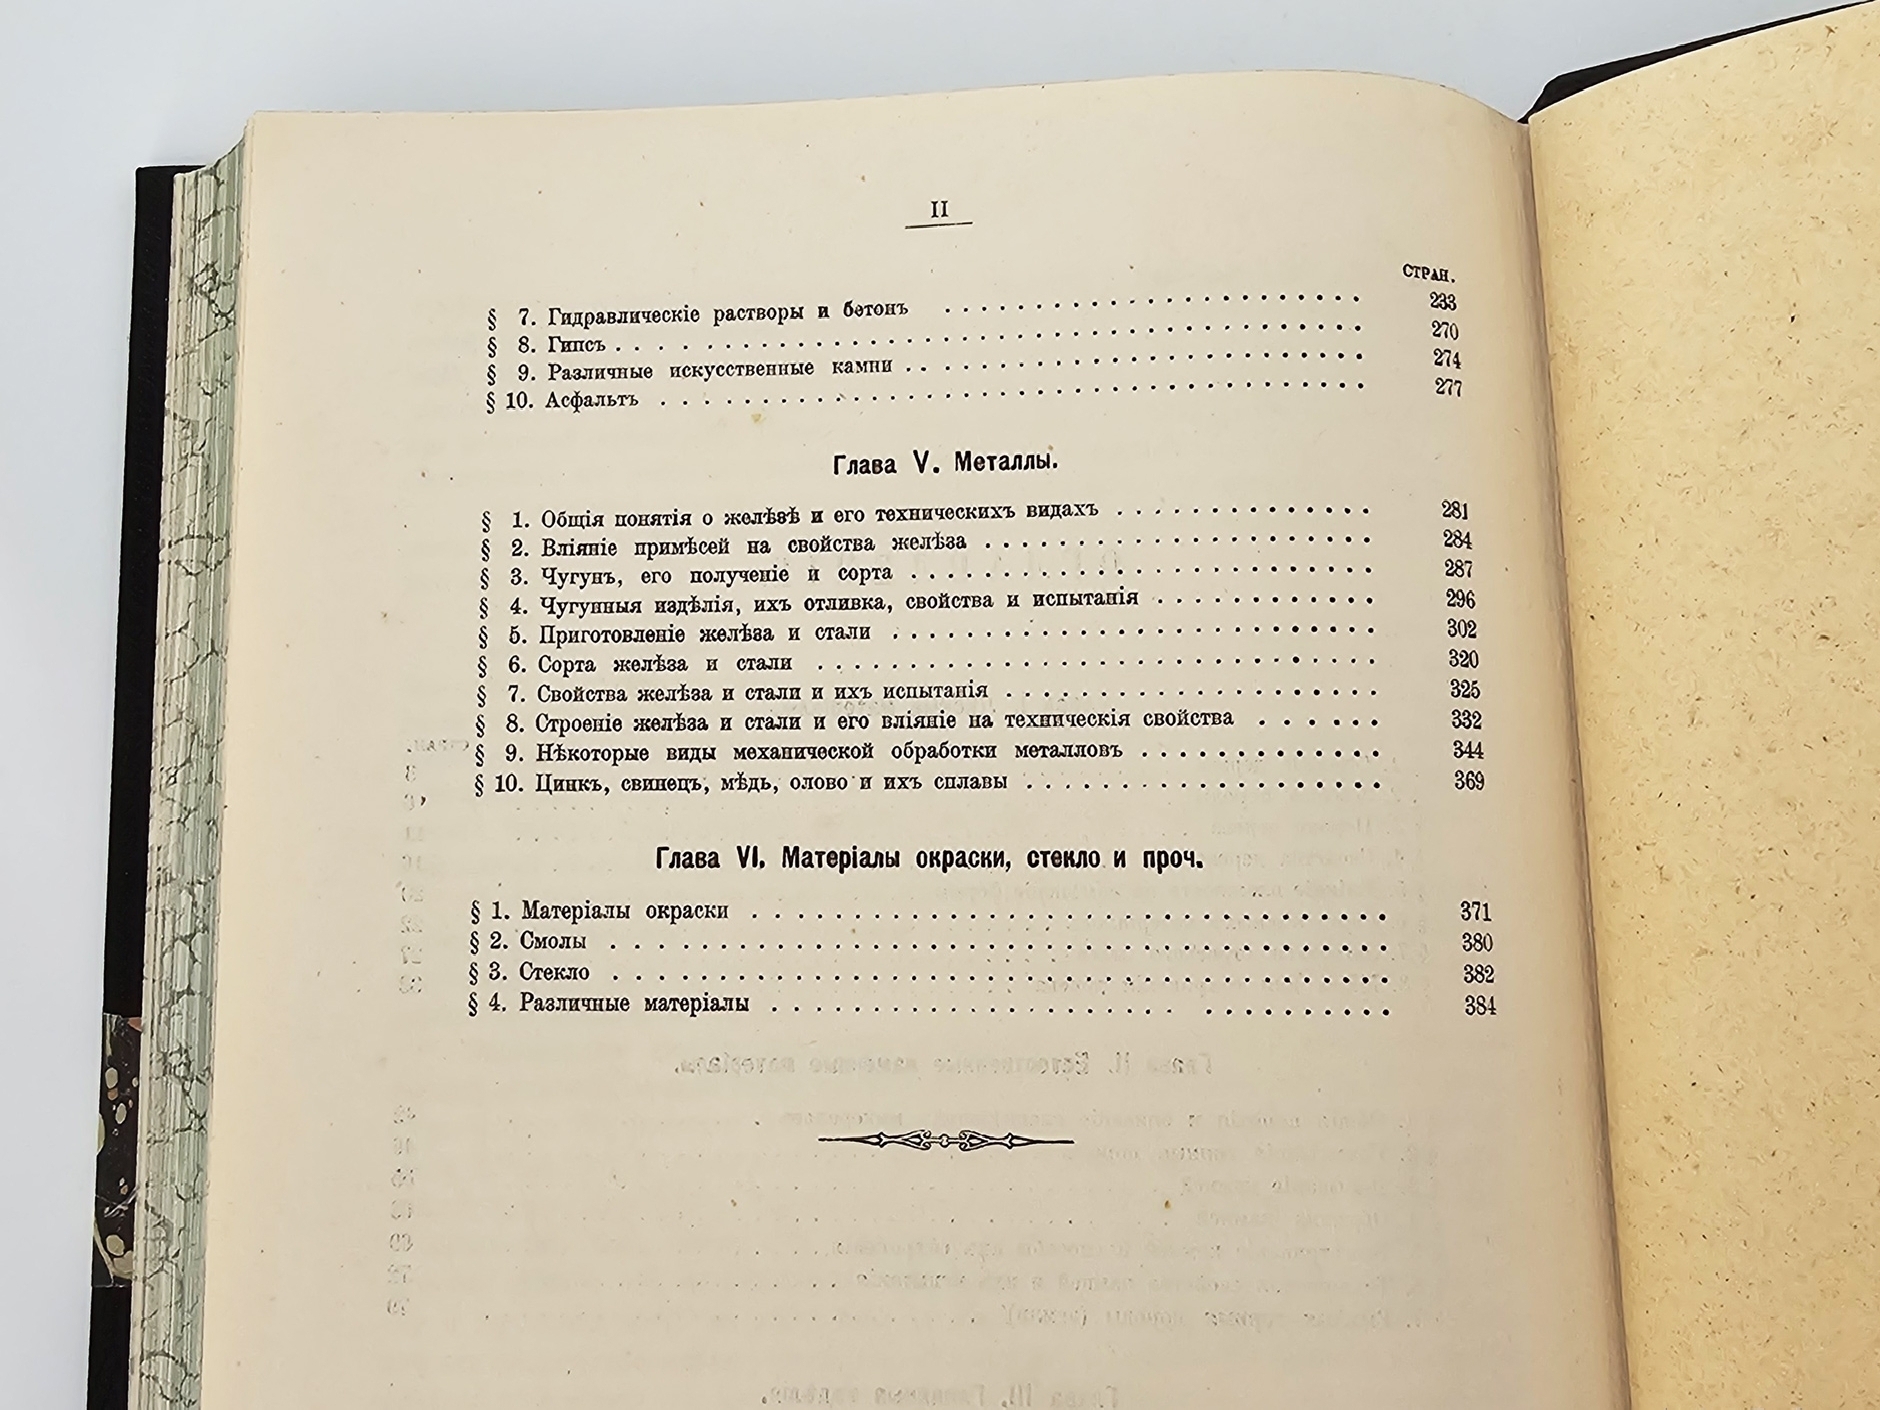 II
СТРАН.
§ 7. Гидравлическіе растворы и бетонъ 233
§ 8. Гипсъ 270
§ 9. Различные искусственные камни 274
§ 10. Асфальтъ 277
Глава V. Металлы.
§ 1. Общія понятія о желѣзѣ и его техническихъ видахъ 281
§ 2. Вліяніе примѣсей на свойства желѣза 284
§ 3. Чугунъ, его полученіе и сорта 287
§ 4. Чугунныя издѣлія, ихъ отливка, свойства и испытанія 296
§ 5. Приготовленіе желѣза и стали 302
§ 6. Сорта желѣза и стали 320
§ 7. Свойства желѣза и стали и ихъ испытанія 325
§ 8. Строеніе желѣза и стали и его вліяніе на техническія свойства 332
§ 9. Нѣкоторые виды механической обработки металловъ 344
§ 10. Цинкъ, свинецъ, мѣдь, олово и ихъ сплавы 369
Глава VI. Матеріалы окраски, стекло и проч.
§ 1. Матеріалы окраски 371
§ 2. Смолы 380
§ 3. Стекло 382
§ 4. Различные матеріалы 384